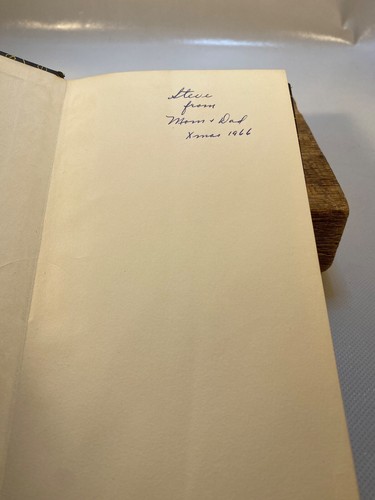 Steve
from
Mom + Dad
Xmas 1966